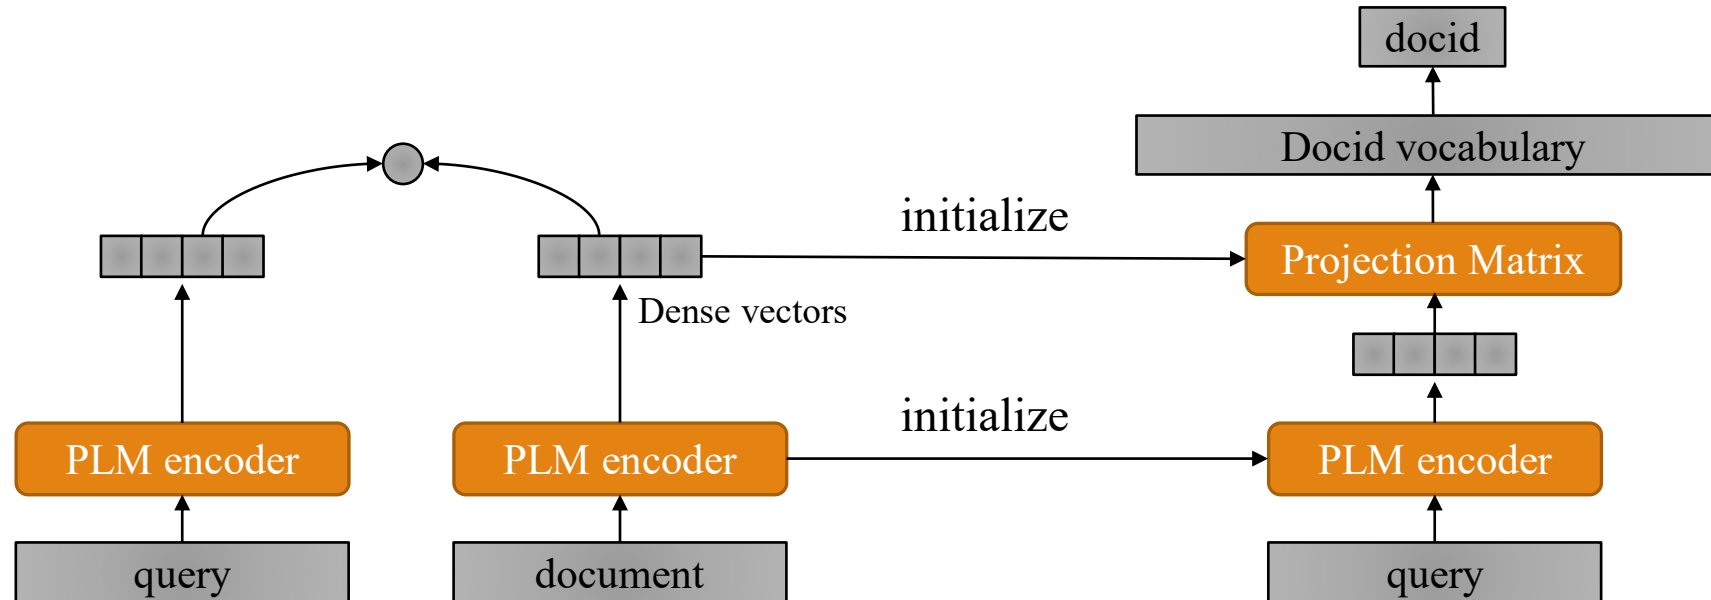 docid
Docid vocabulary
initialize
Projection Matrix
Dense vectors
initialize
PLM encoder
PLM encoder
PLM encoder
query
document
query